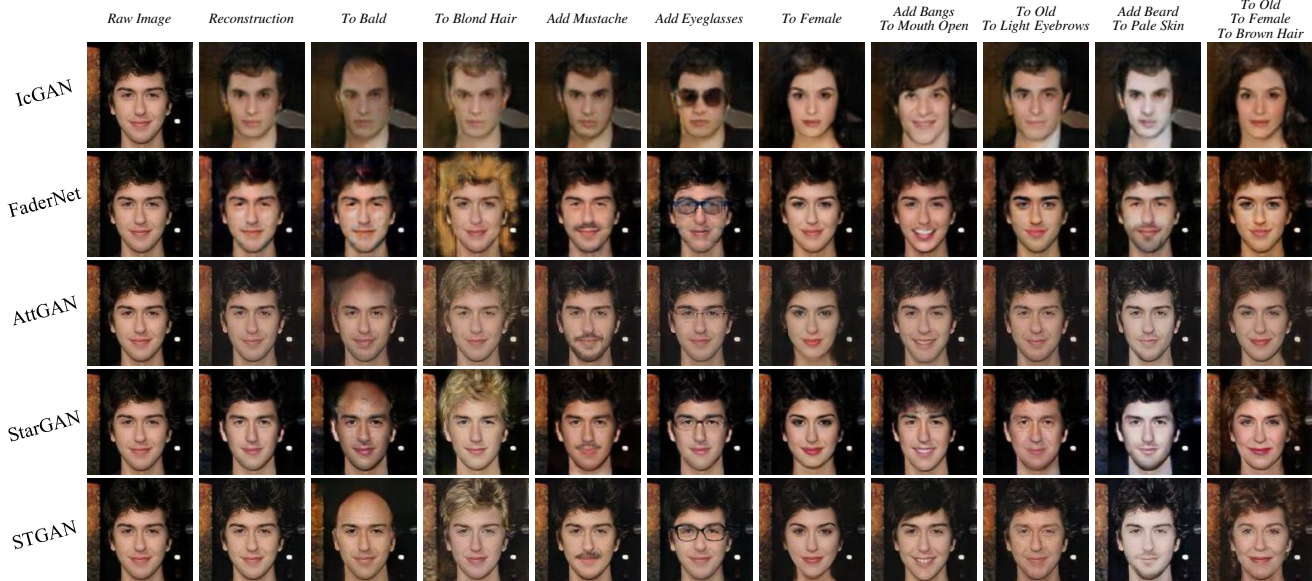 Raw Image
Reconstruction
To Bald
To Blond Hair
Add Mustache
Add Eyeglasses
To Female
Add Bangs
To Mouth Open
To Old
To Light Eyebrows
Add Beard
To Pale Skin
To Old
To Female
To Brown Hair
IcGAN
FaderNet
AttGAN
StarGAN
STGAN